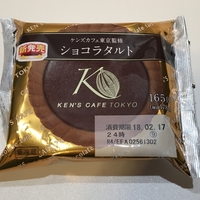 ケンズカフェ東京監修
新発売
ショコラタルト
K
KEN'S CAFE TOKYO
165
消費期限 18.02.17
24時